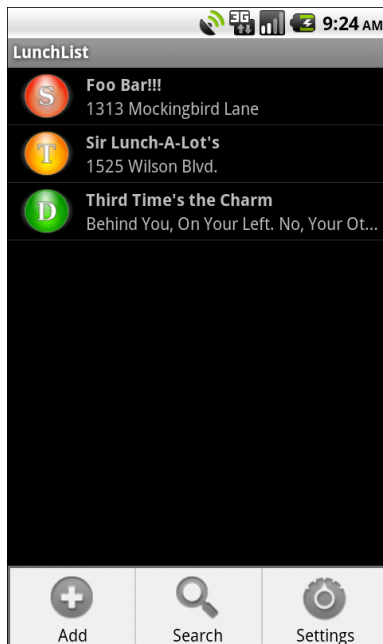 3G
9:24 AM
LunchList
S
Foo Bar!!!
1313 Mockingbird Lane
T
Sir Lunch-A-Lot's
1525 Wilson Blvd.
D
Third Time's the Charm
Behind You, On Your Left. No, Your Ot...
Add
Search
Settings